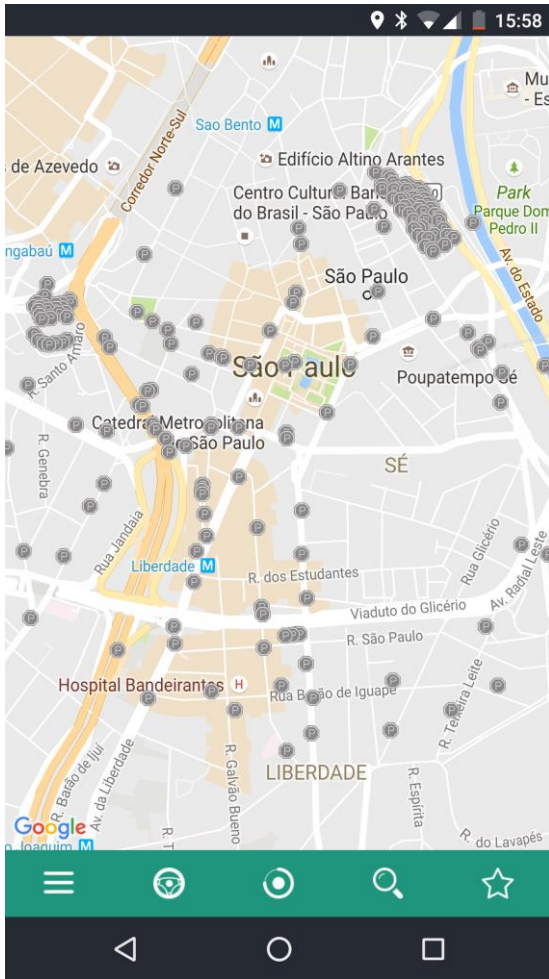 15:58
Mu
- Es
Sao Bento M
Corredor Norte-Sul
de Azevedo
Edifício Altino Arantes
Park
Parque Dom
Pedro II
Centro Cultural Ban
do Brasil - São Paulo
ngabaú M
Av. do Estado
São Paulo
R. Santo Amaro
São Paulo
Poupatempo Sé
Catedral Metropolitana
São Paulo
R. Genebra
SÉ
Rua Jandaia
Rua Glicério
Av. Radial Leste
Liberdade M
R. dos Estudantes
Viaduto do Glicério
R. São Paulo
Hospital Bandeirantes H
Rua Barão de Iguape
R. Teixeira Leite
R. Barão de Ijuí
Av. da Liberdade
R. Galvão Bueno
LIBERDADE
R. Espírita
Google
R. do Lavapés
o Joaquim M
R. T